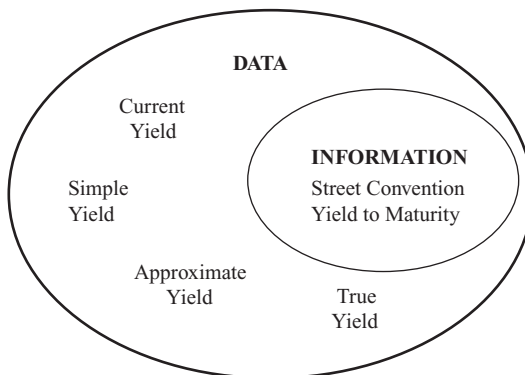 DATA
Current
Yield
INFORMATION
Street Convention
Yield to Maturity
Simple
Yield
Approximate
Yield
True
Yield